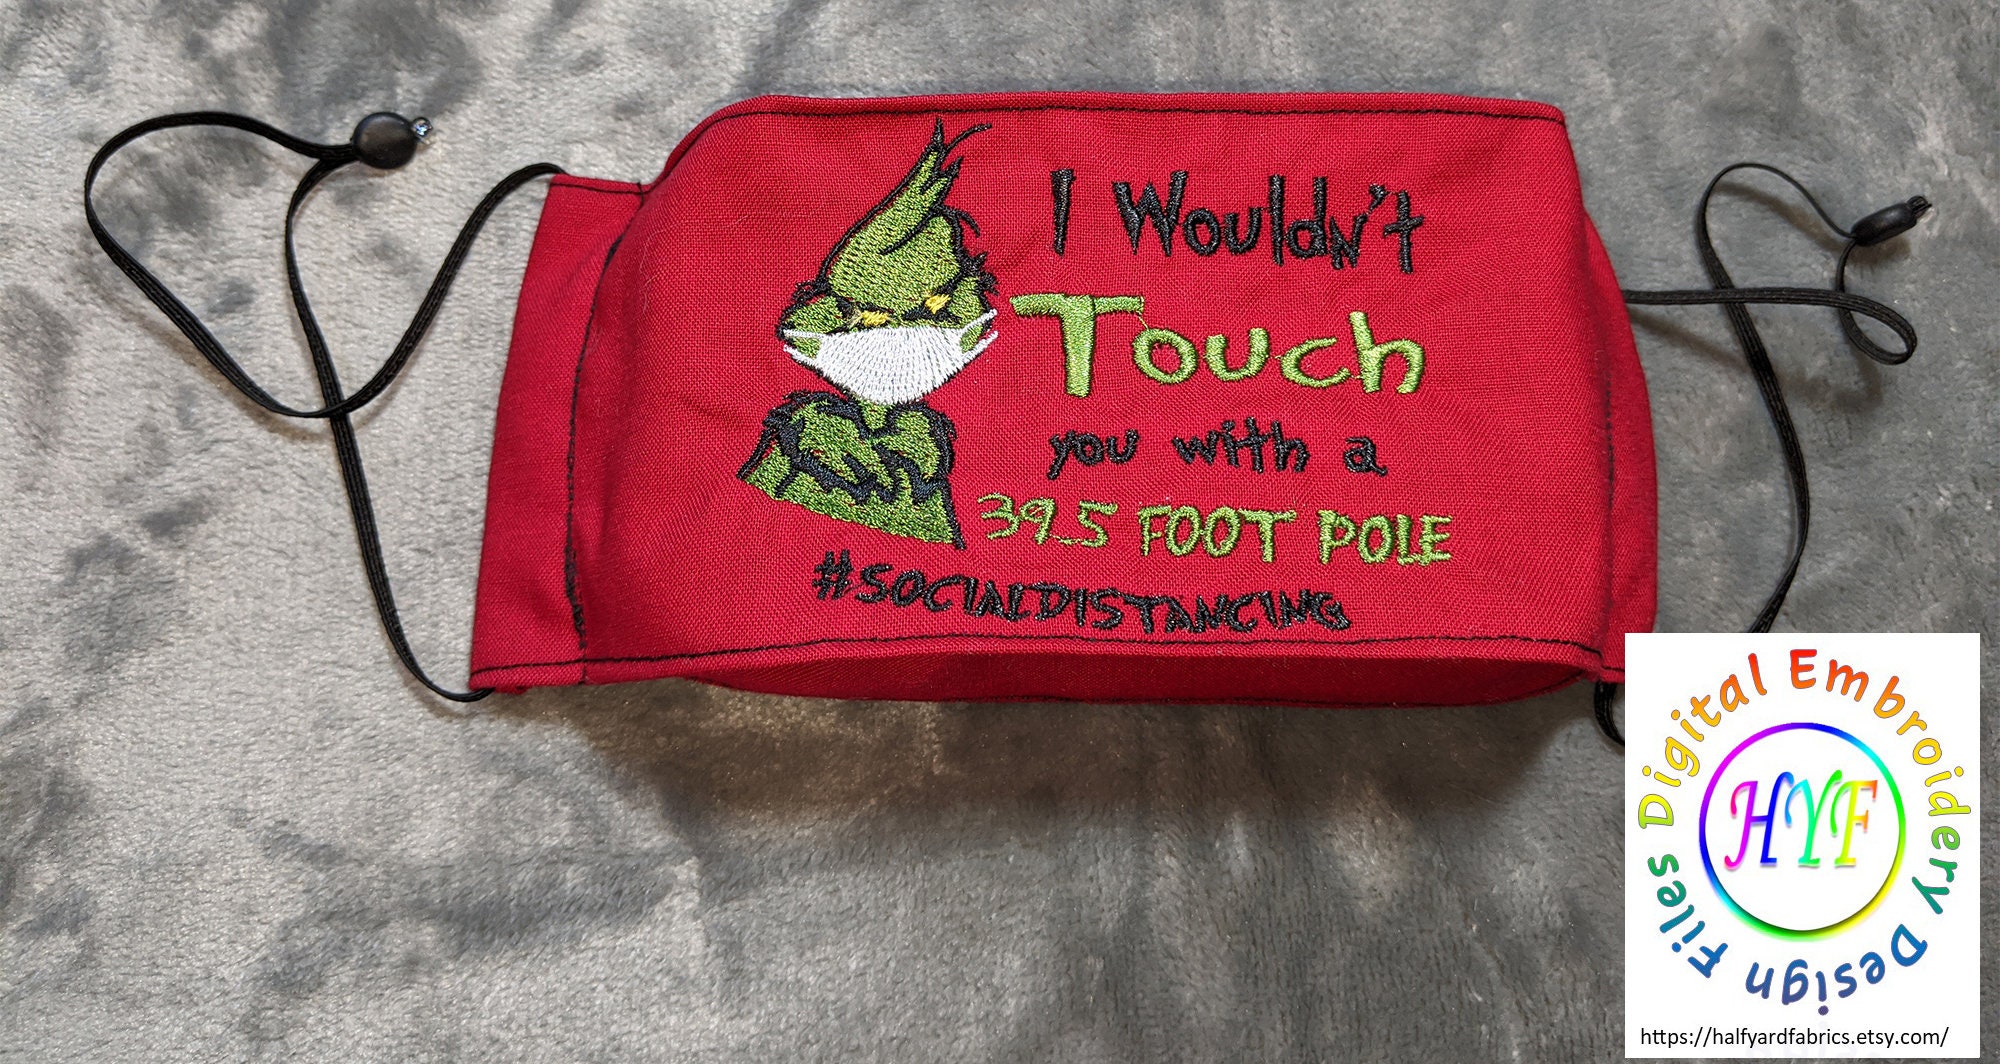 I Wouldn't
Touch
you with a
39.5 FOOT POLE
#SOCIALDISTANCING
Digital Embroidery Design Files
HYF
https://halfyardfabrics.etsy.com/